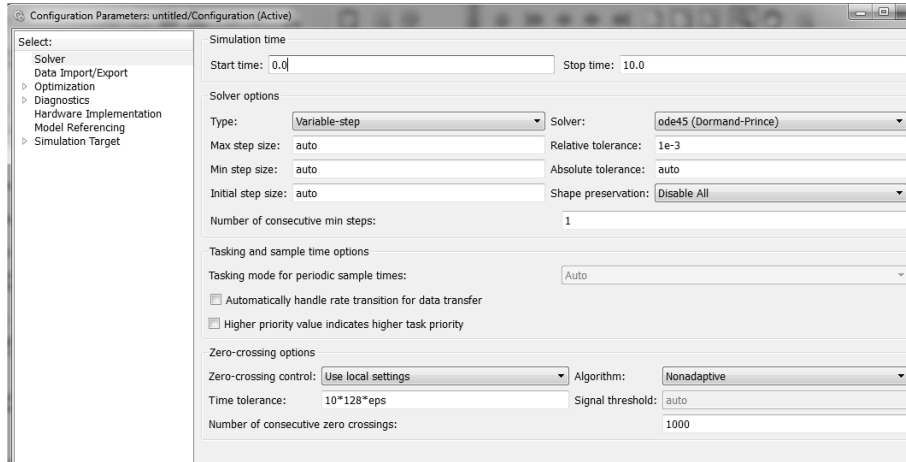 Configuration Parameters: untitled/Configuration (Active)
Select:
Solver
Data Import/Export
Optimization
Diagnostics
Hardware Implementation
Model Referencing
Simulation Target
Simulation time
Start time: 0.0 Stop time: 10.0
Solver options
Type: Variable-step Solver: ode45 (Dormand-Prince)
Max step size: auto Relative tolerance: 1e-3
Min step size: auto Absolute tolerance: auto
Initial step size: auto Shape preservation: Disable All
Number of consecutive min steps: 1
Tasking and sample time options
Tasking mode for periodic sample times: Auto
Automatically handle rate transition for data transfer
Higher priority value indicates higher task priority
Zero-crossing options
Zero-crossing control: Use local settings Algorithm: Nonadaptive
Time tolerance: 10*128*eps Signal threshold: auto
Number of consecutive zero crossings: 1000